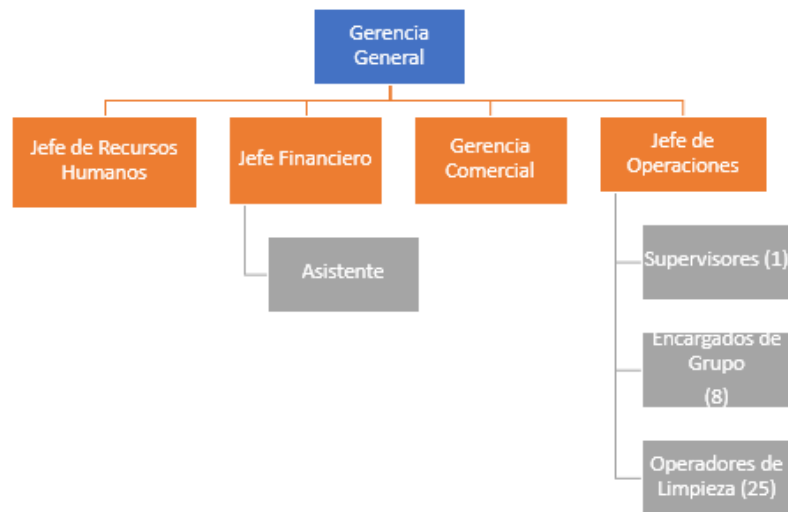 Gerencia
General
Jefe de Recursos
Humanos
Jefe Financiero
Gerencia
Comercial
Jefe de
Operaciones
Asistente
Supervisores (1)
Encargados de
Grupo
(8)
Operadores de
Limpieza (25)